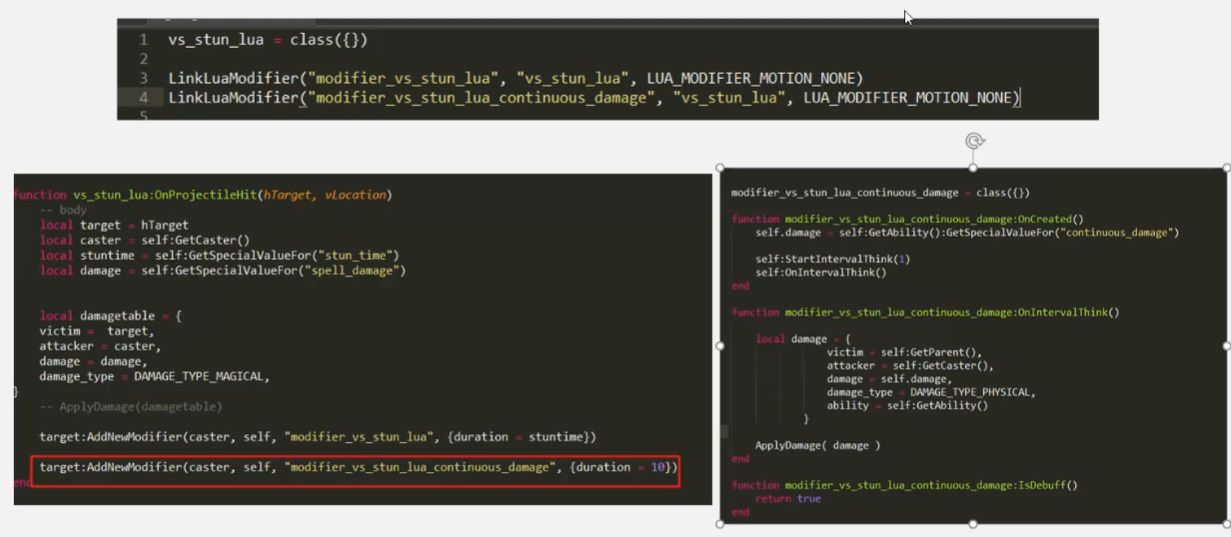 1 vs_stun_lua = class({})
2
3 LinkLuaModifier("modifier_vs_stun_lua", "vs_stun_lua", LUA_MODIFIER_MOTION_NONE)
4 LinkLuaModifier("modifier_vs_stun_lua_continuous_damage", "vs_stun_lua", LUA_MODIFIER_MOTION_NONE)
5
function vs_stun_lua:OnProjectileHit(hTarget, vLocation)
-- body
local target = hTarget
local caster = self:GetCaster()
local stuntime = self:GetSpecialValueFor("stun_time")
local damage = self:GetSpecialValueFor("spell_damage")
local damagetable = {
victim = target,
attacker = caster,
damage = damage,
damage_type = DAMAGE_TYPE_MAGICAL,
}
-- ApplyDamage(damagetable)
target:AddNewModifier(caster, self, "modifier_vs_stun_lua", {duration = stuntime})
target:AddNewModifier(caster, self, "modifier_vs_stun_lua_continuous_damage", {duration = 10})
end
modifier_vs_stun_lua_continuous_damage = class({})
function modifier_vs_stun_lua_continuous_damage:OnCreated()
self.damage = self:GetAbility():GetSpecialValueFor("continuous_damage")
self:StartIntervalThink(1)
self:OnIntervalThink()
end
function modifier_vs_stun_lua_continuous_damage:OnIntervalThink()
local damage = {
victim = self:GetParent(),
attacker = self:GetCaster(),
damage = self.damage,
damage_type = DAMAGE_TYPE_PHYSICAL,
ability = self:GetAbility()
}
ApplyDamage( damage )
end
function modifier_vs_stun_lua_continuous_damage:IsDebuff()
return true
end